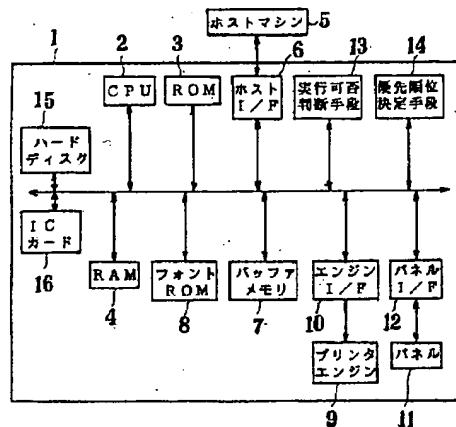 ホストマシン
5
1
2
3
6
13
14
CPU
ROM
ホスト
I/F
実行可否
判断手段
優先順位
決定手段
15
ハード
ディスク
IC
カード
16
RAM
4
フォント
ROM
8
バッファ
メモリ
7
エンジン
I/F
10
パネル
I/F
12
プリンタ
エンジン
9
パネル
11